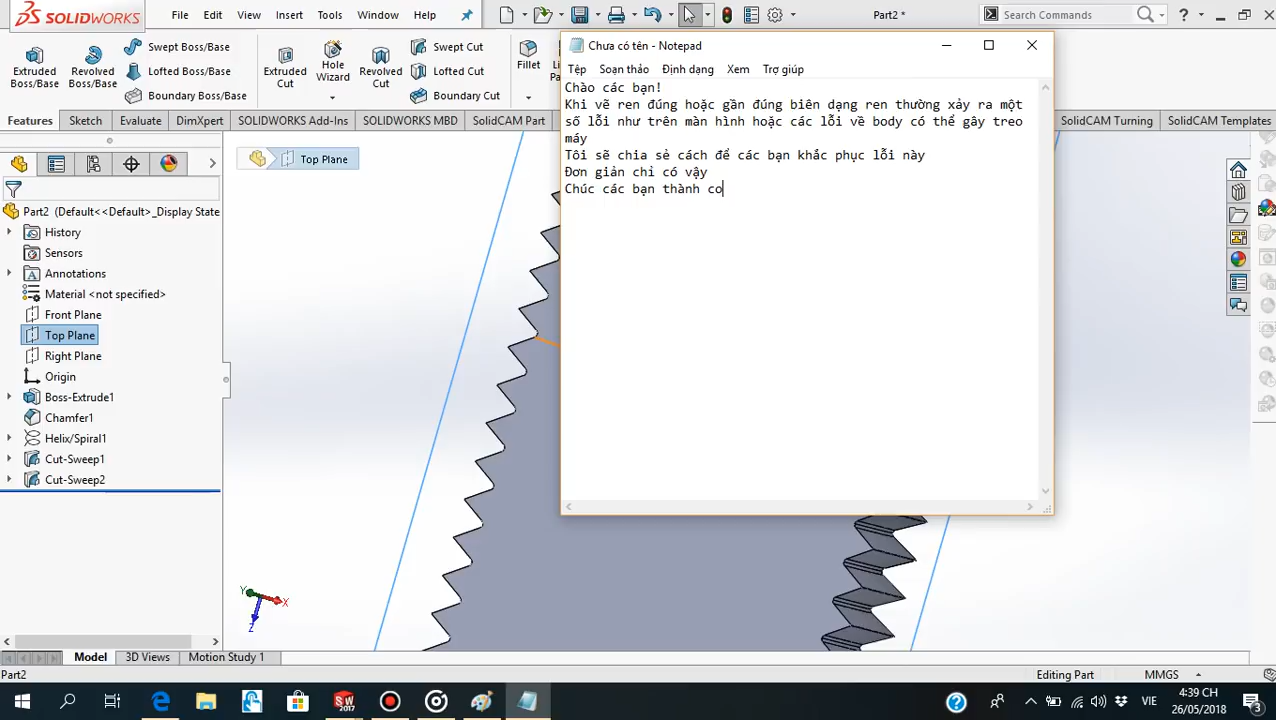 SOLIDWORKS
File
Edit
View
Insert
Tools
Window
Help
Part2 *
Search Commands
Extruded Boss/Base
Revolved Boss/Base
Swept Boss/Base
Lofted Boss/Base
Boundary Boss/Base
Extruded Cut
Hole Wizard
Revolved Cut
Swept Cut
Lofted Cut
Boundary Cut
Fillet
Features
Sketch
Evaluate
DimXpert
SOLIDWORKS Add-Ins
SOLIDWORKS MBD
SolidCAM Part
SolidCAM Turning
SolidCAM Templates
Part2 (Default<<Default>_Display State
History
Sensors
Annotations
Material <not specified>
Front Plane
Top Plane
Right Plane
Origin
Boss-Extrude1
Chamfer1
Helix/Spiral1
Cut-Sweep1
Cut-Sweep2
Top Plane
Chưa có tên - Notepad
Tệp
Soạn thảo
Định dạng
Xem
Trợ giúp
Chào các bạn!
Khi vẽ ren đúng hoặc gần đúng biên dạng ren thường xảy ra một
số lỗi như trên màn hình hoặc các lỗi về body có thể gây treo
máy
Tôi sẽ chia sẻ cách để các bạn khắc phục lỗi này
Đơn giản chỉ có vậy
Chúc các bạn thành co
Y
X
Z
Model
3D Views
Motion Study 1
Part2
Editing Part
MMGS
SW
2017
VIE
4:39 CH
26/05/2018
3